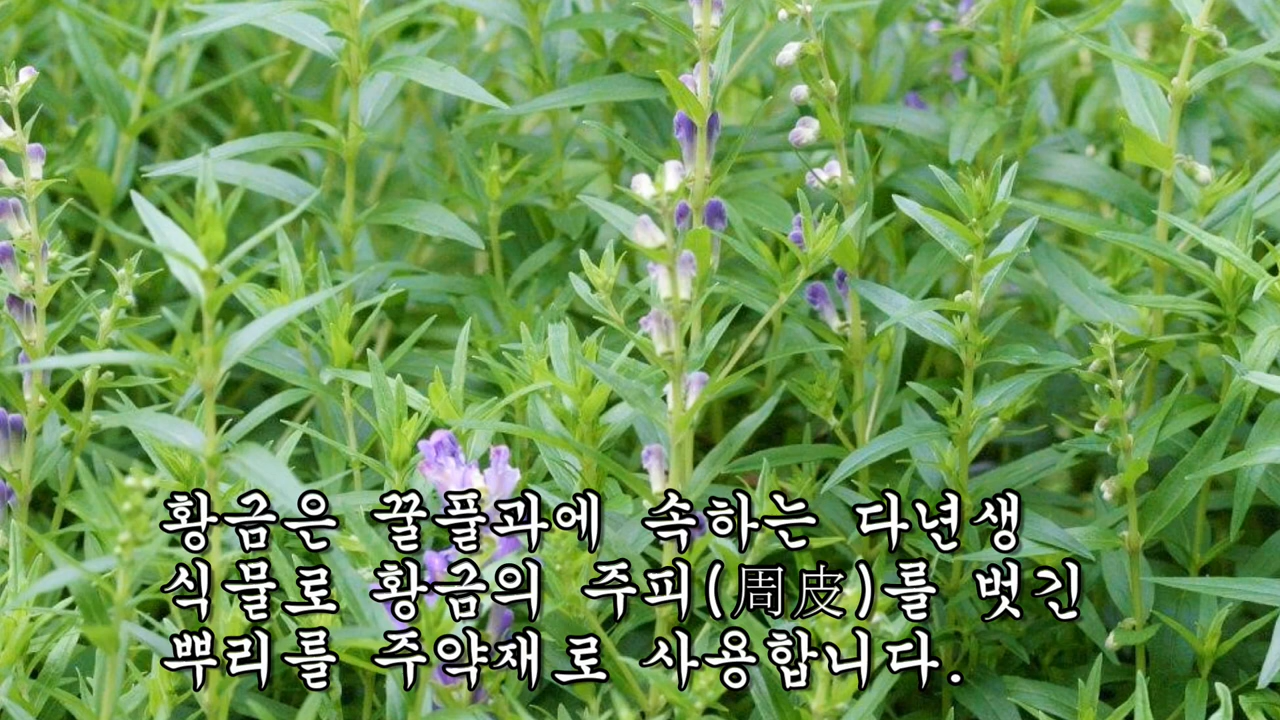 황금은 꿀풀과에 속하는 다년생
식물로 황금의 주피(周皮)를 벗긴
뿌리를 주약재로 사용합니다.